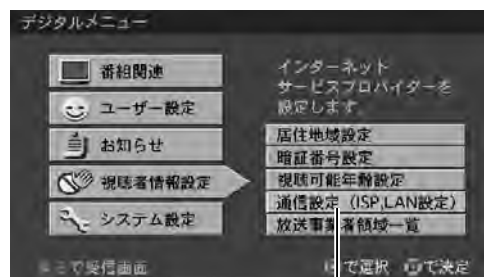 デジタルメニュー
番組関連
ユーザー設定
お知らせ
視聴者情報設定
システム設定
インターネット
サービスプロバイダーを
設定します
居住地域設定
暗証番号設定
視聴可能年齢設定
通信設定（ISP,LAN設定）
放送事業者領域一覧
で受信画面
で選択
で決定